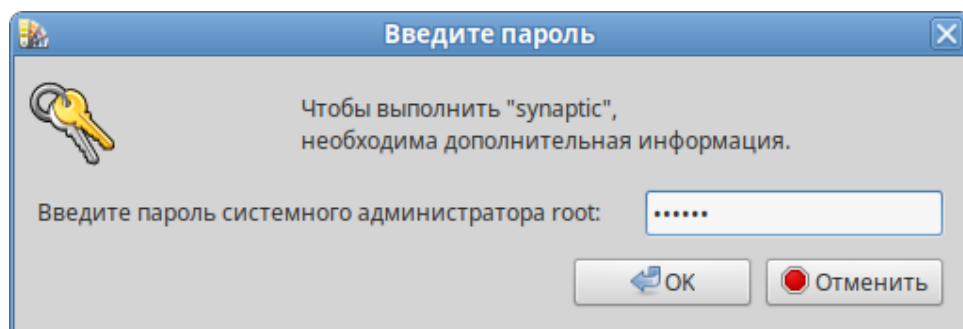 Введите пароль
Чтобы выполнить "synaptic",
необходима дополнительная информация.
Введите пароль системного администратора root: ••••••
OK Отменить